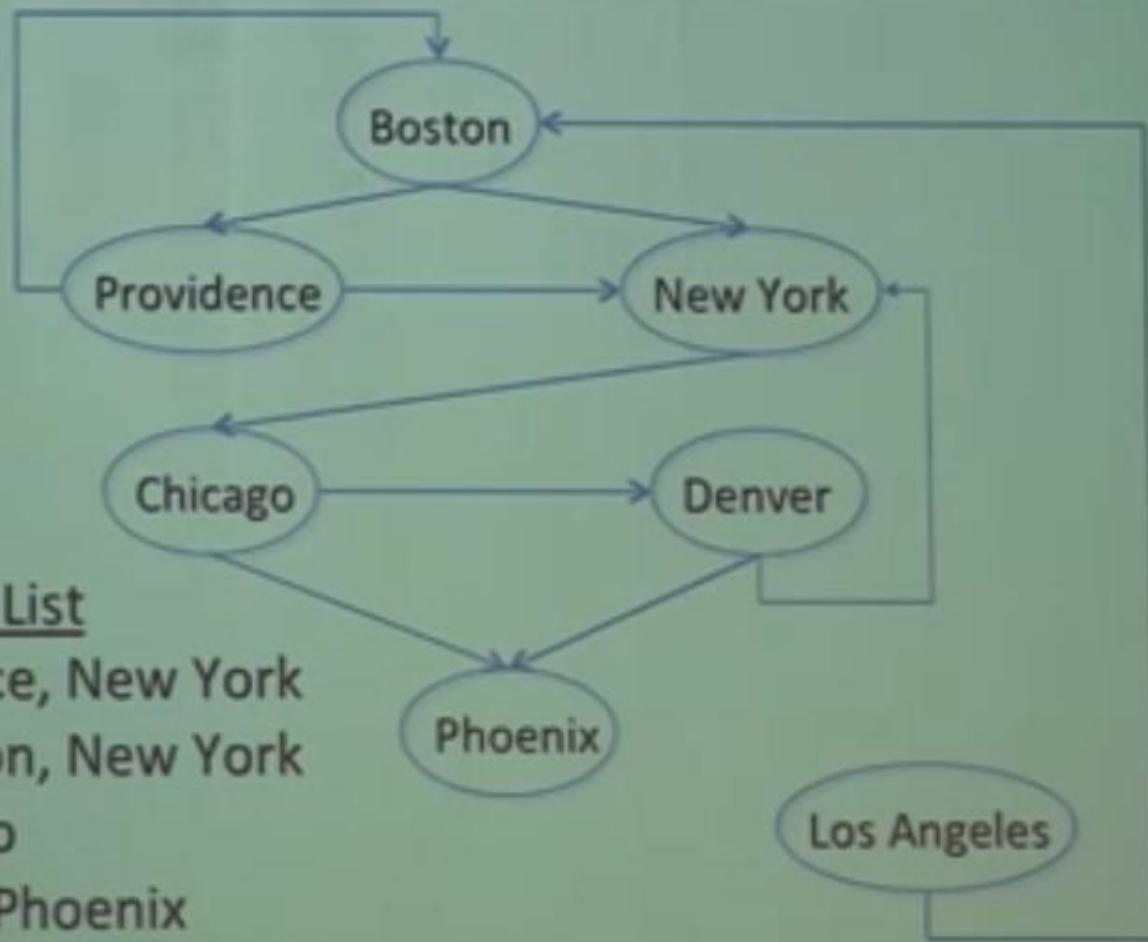 Boston
Providence New York
Chicago Denver
List
New York
New York
Phoenix
Los Angeles
Phoenix